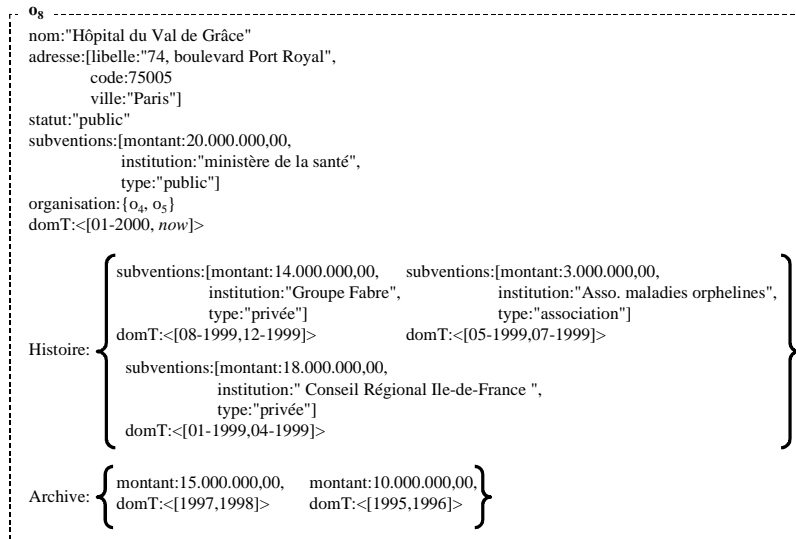 o8
nom:"Hôpital du Val de Grâce"
adresse:[libelle:"74, boulevard Port Royal",
code:75005
ville:"Paris"]
statut:"public"
subventions:[montant:20.000.000,00,
institution:"ministère de la santé",
type:"public"]
organisation:{o4, o5}
domT:<[01-2000, now]>
Histoire:
subventions:[montant:14.000.000,00,
institution:"Groupe Fabre",
type:"privée"]
domT:<[08-1999,12-1999]>
subventions:[montant:3.000.000,00,
institution:"Asso. maladies orphelines",
type:"association"]
domT:<[05-1999,07-1999]>
subventions:[montant:18.000.000,00,
institution:" Conseil Régional Ile-de-France ",
type:"privée"]
domT:<[01-1999,04-1999]>
Archive:
montant:15.000.000,00,
domT:<[1997,1998]>
montant:10.000.000,00,
domT:<[1995,1996]>